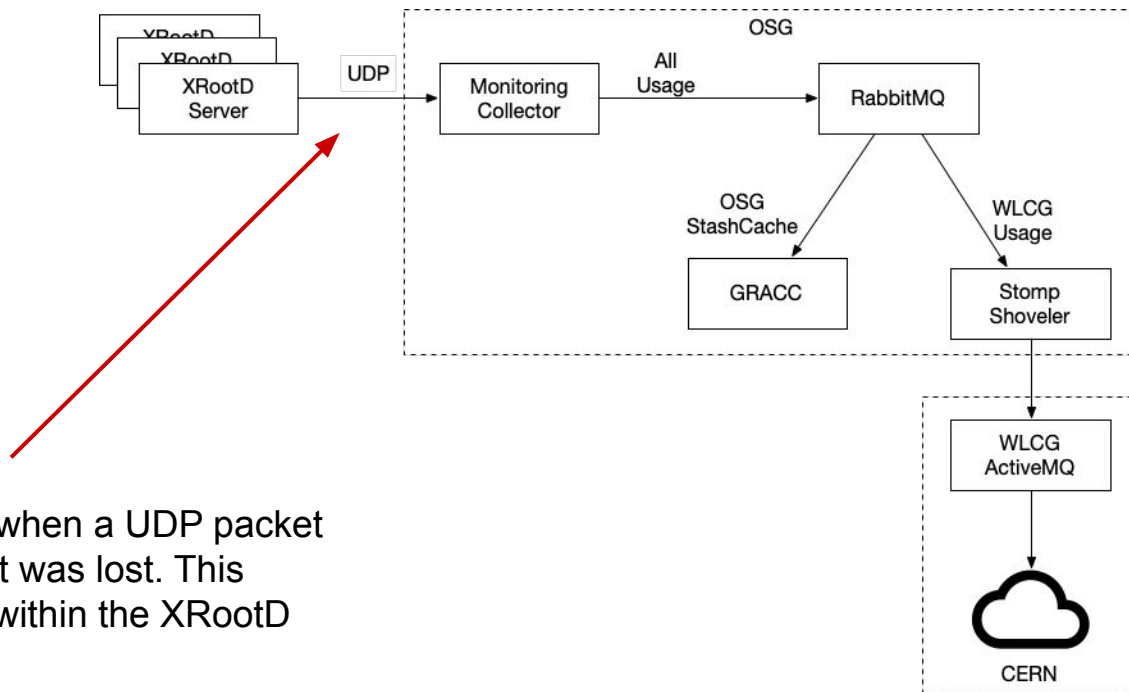 OSG
XRootD
XRootD
XRootD
Server
UDP
Monitoring
Collector
All
Usage
RabbitMQ
OSG
StashCache
WLCG
Usage
GRACC
Stomp
Shoveler
WLCG
ActiveMQ
CERN
when a UDP packet
t was lost. This
within the XRootD